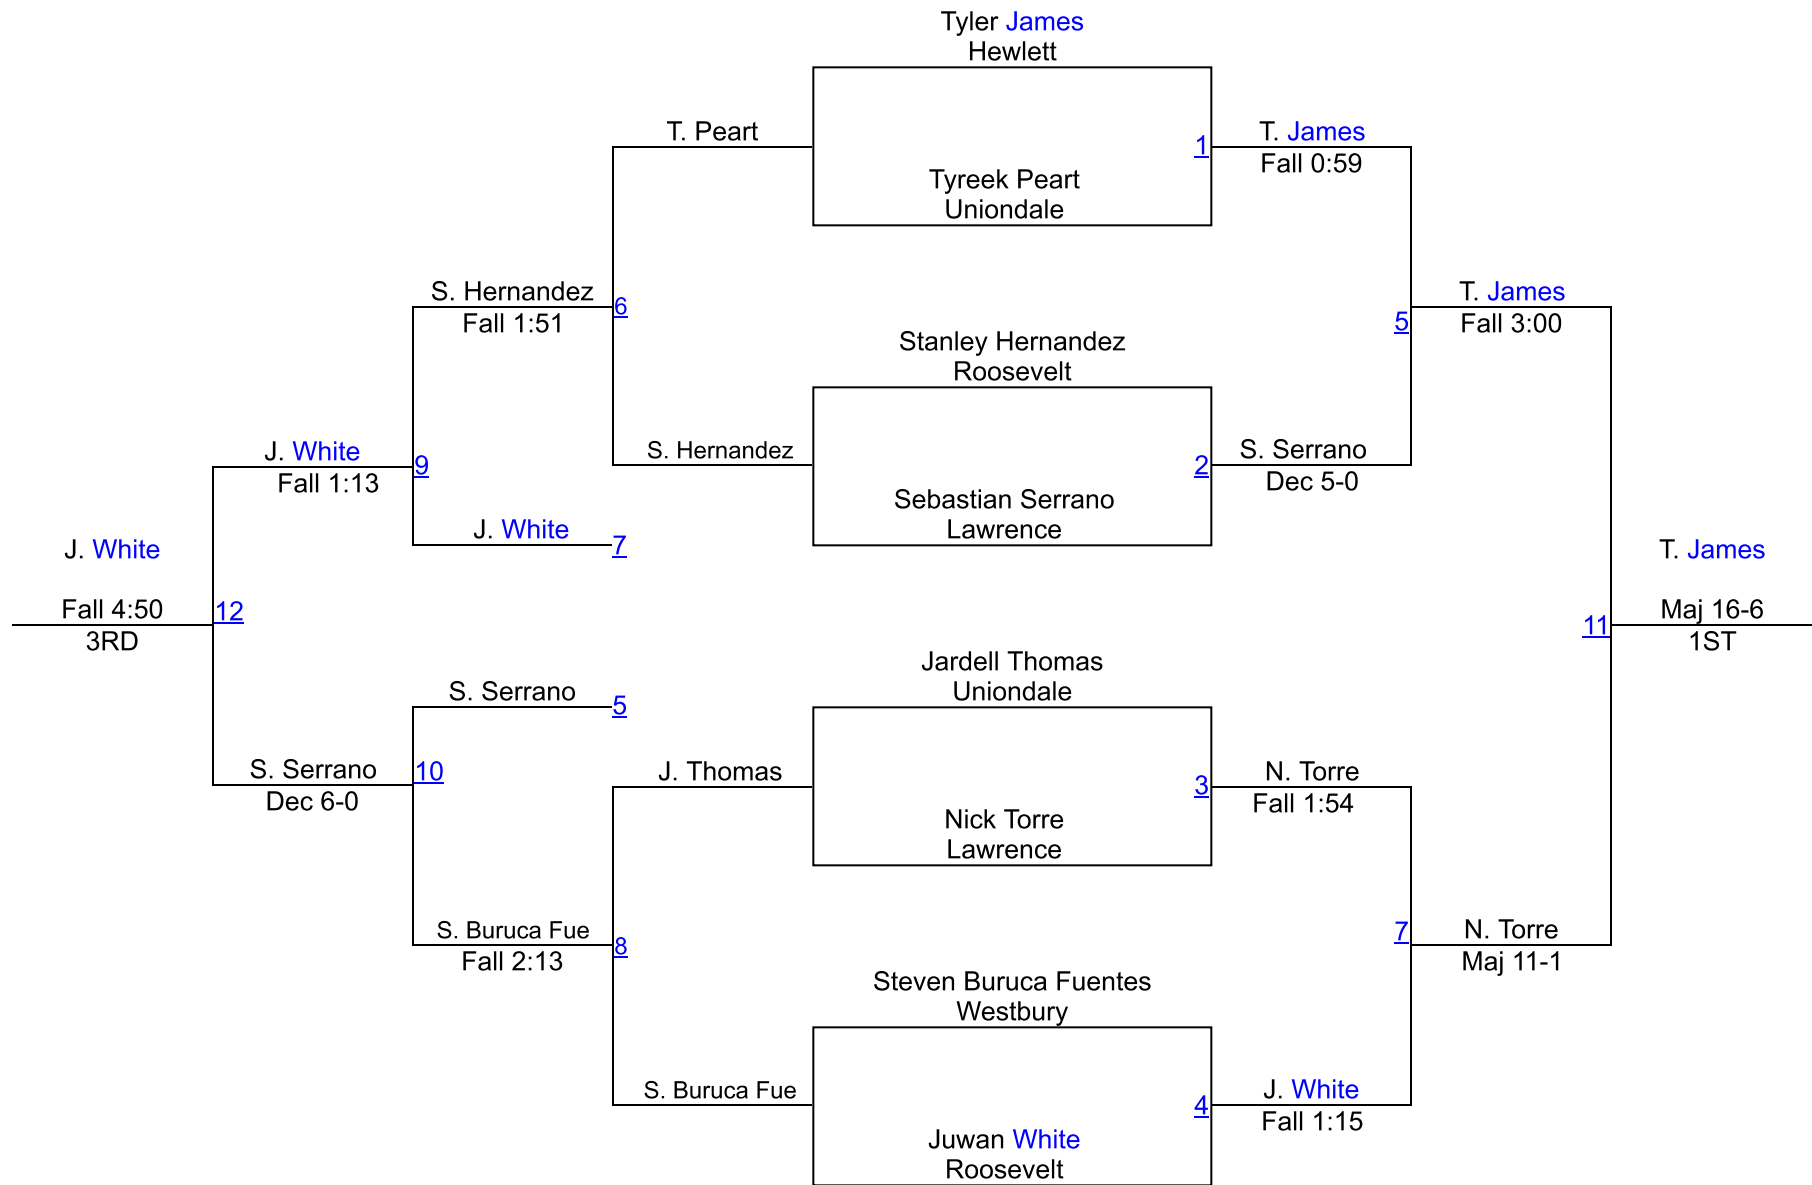 Tyler James
Hewlett
T. Peart
1
T. James
Fall 0:59
Tyreek Peart
Uniondale
S. Hernandez
Fall 1:51
6
T. James
Fall 3:00
5
Stanley Hernandez
Roosevelt
J. White
Fall 1:13
9
S. Hernandez
2
S. Serrano
Dec 5-0
Sebastian Serrano
Lawrence
J. White
7
J. White
Fall 4:50
3RD
12
T. James
Maj 16-6
1ST
11
Jardell Thomas
Uniondale
S. Serrano
5
S. Serrano
Dec 6-0
10
J. Thomas
3
N. Torre
Fall 1:54
Nick Torre
Lawrence
S. Buruca Fue
Fall 2:13
8
7
N. Torre
Maj 11-1
Steven Buruca Fuentes
Westbury
S. Buruca Fue
4
J. White
Fall 1:15
Juwan White
Roosevelt